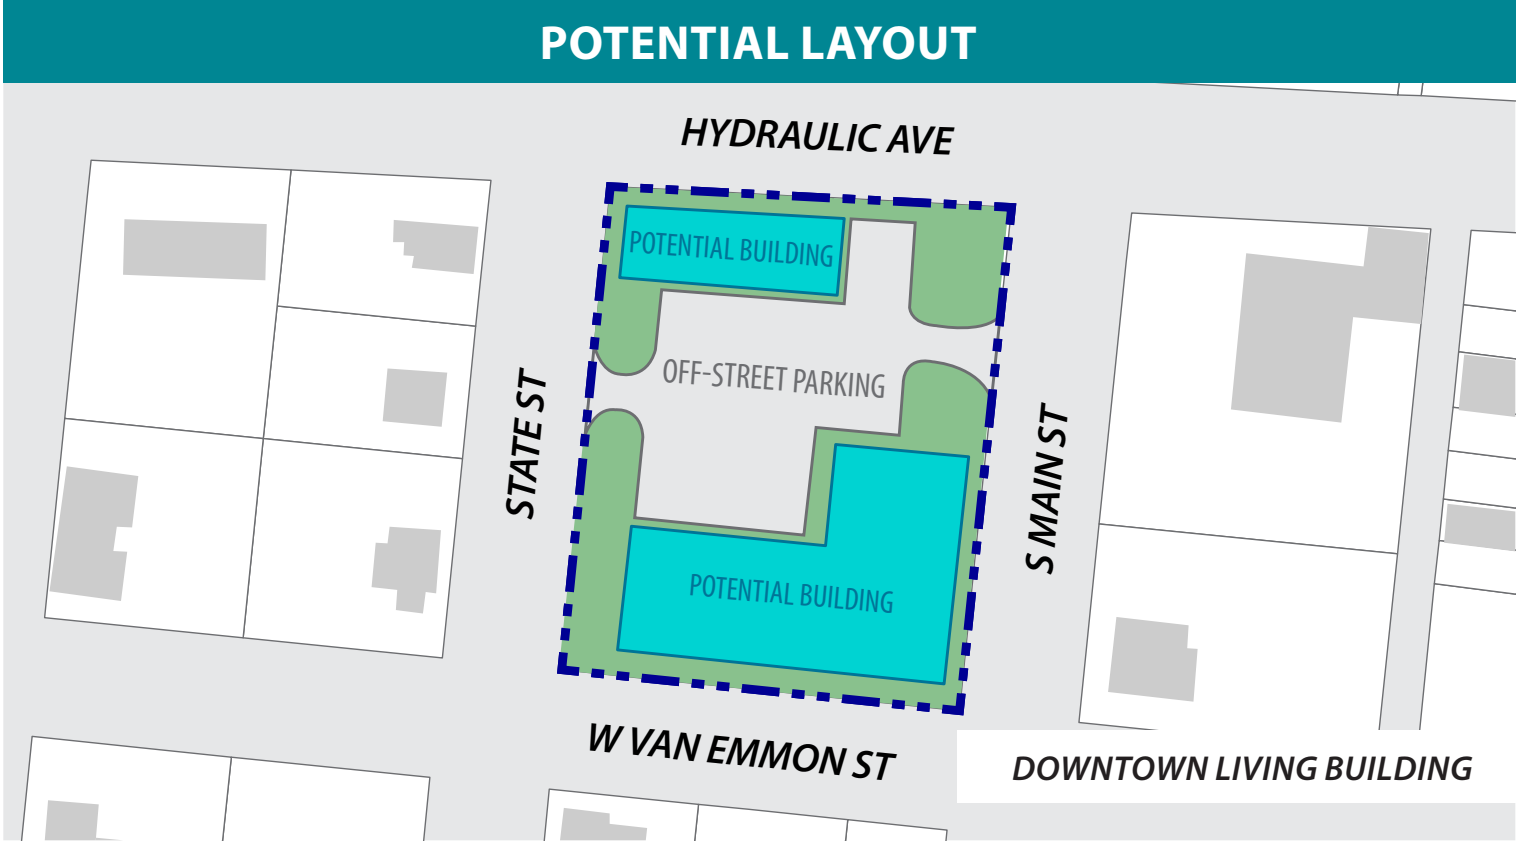 POTENTIAL LAYOUT
HYDRAULIC AVE
POTENTIAL BUILDING
OFF-STREET PARKING
STATE ST
S MAIN ST
POTENTIAL BUILDING
W VAN EMMON ST
DOWNTOWN LIVING BUILDING